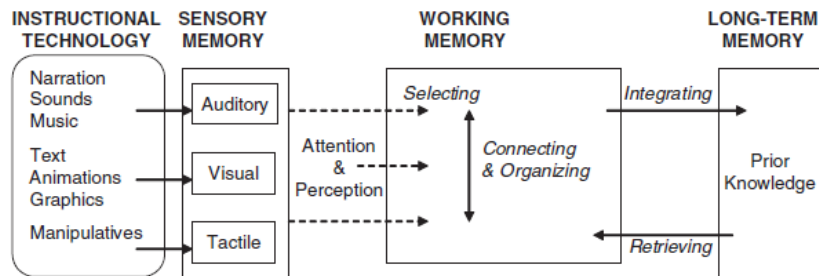 INSTRUCTIONAL TECHNOLOGY
SENSORY MEMORY
WORKING MEMORY
LONG-TERM MEMORY
Narration
Sounds
Music
Text
Animations
Graphics
Manipulatives
Auditory
Visual
Tactile
Attention
&
Perception
Selecting
Connecting
& Organizing
Integrating
Retrieving
Prior
Knowledge